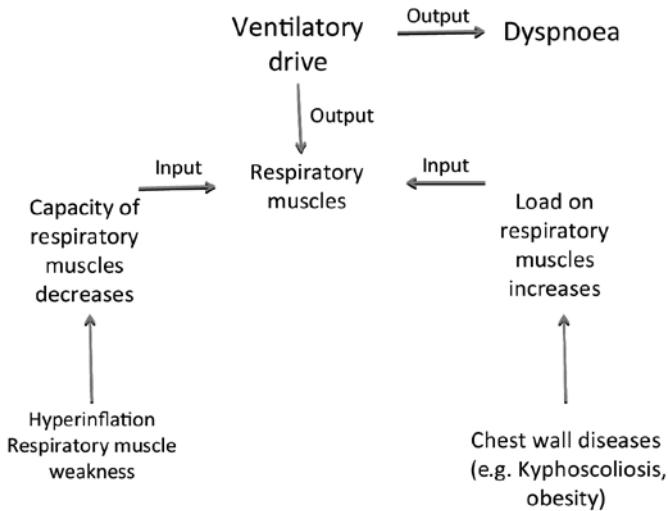 Ventilatory
drive
Output
Dyspnoea
Output
Input
Respiratory
muscles
Input
Capacity of
respiratory
muscles
decreases
Load on
respiratory
muscles
increases
Hyperinflation
Respiratory muscle
weakness
Chest wall diseases
(e.g. Kyphoscoliosis,
obesity)